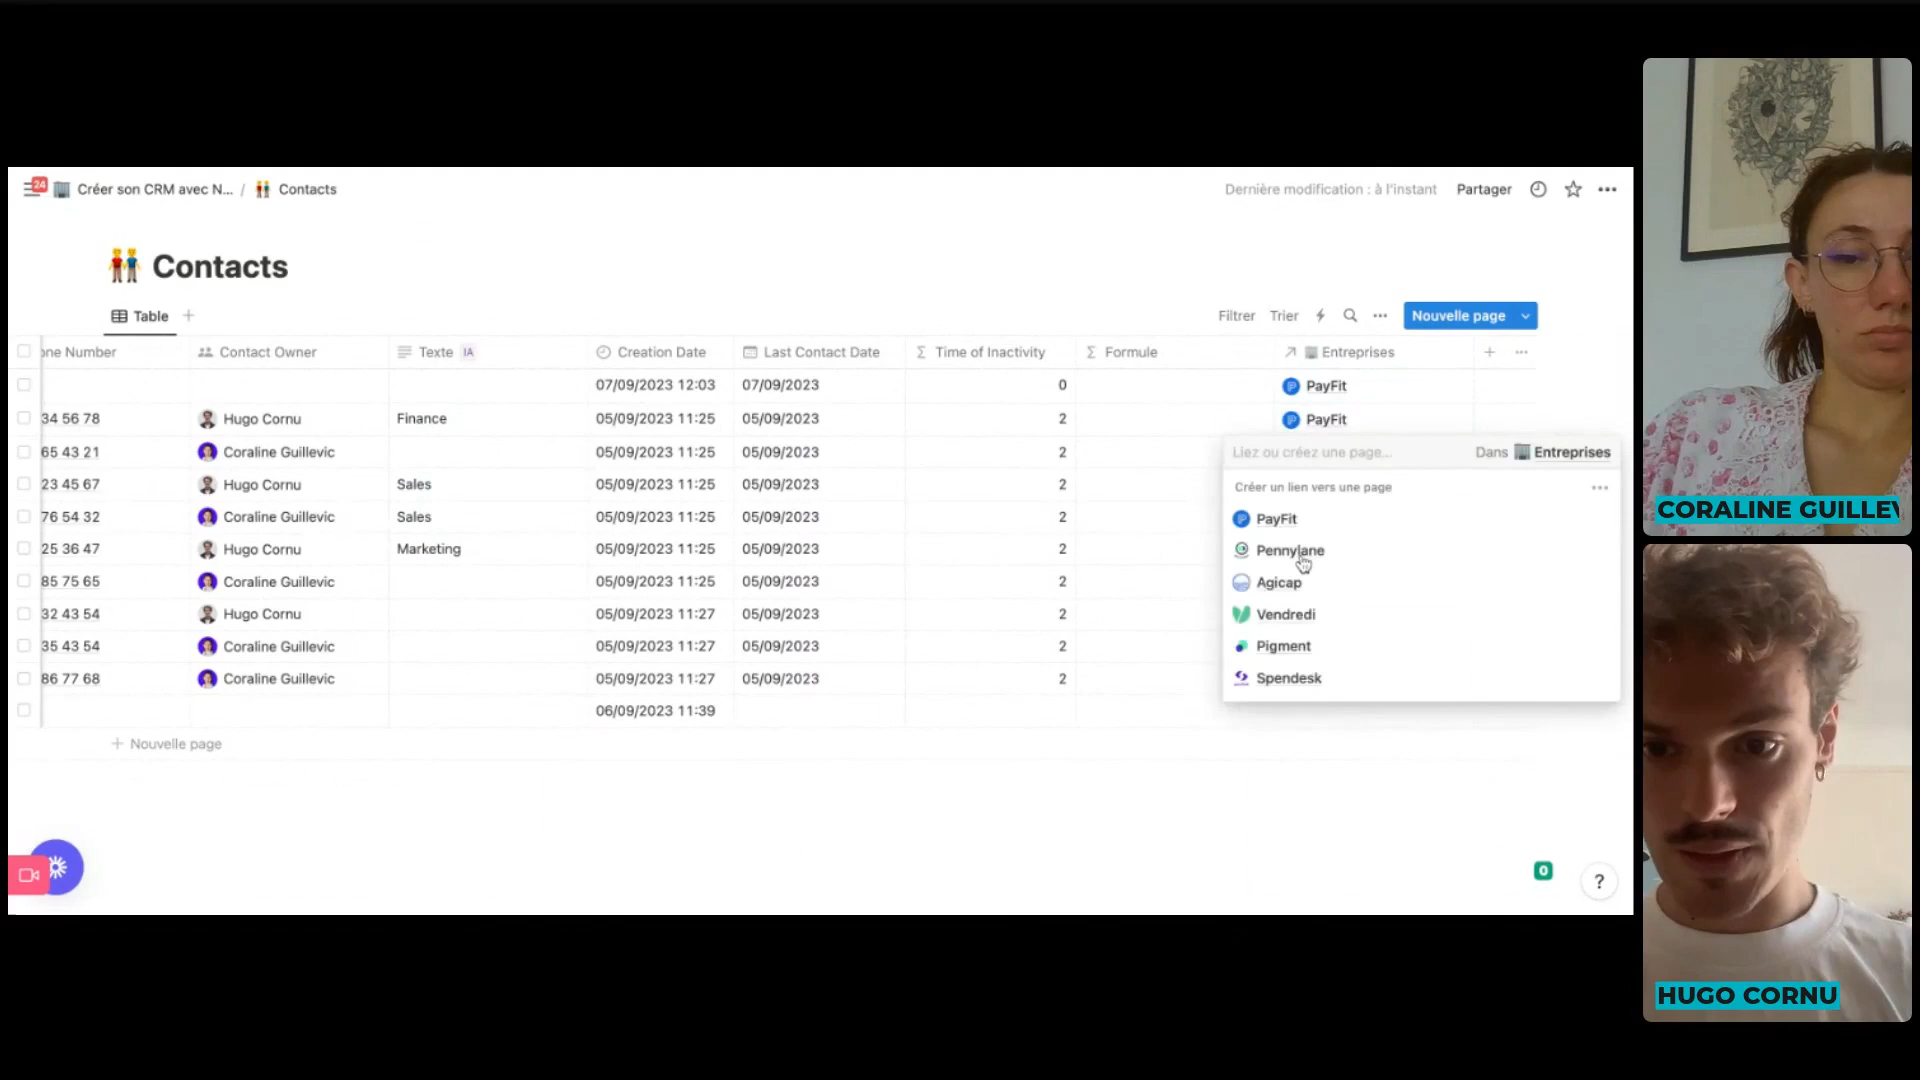 24
Créer son CRM avec N... / Contacts
Dernière modification : à l'instant Partager
Contacts
Table
Filtrer Trier Nouvelle page
one Number Contact Owner Texte IA Creation Date Last Contact Date Time of Inactivity Formule Entreprises
07/09/2023 12:03 07/09/2023 0 PayFit
34 56 78 Hugo Cornu Finance 05/09/2023 11:25 05/09/2023 2 PayFit
65 43 21 Coraline Guillevic 05/09/2023 11:25 05/09/2023 2
23 45 67 Hugo Cornu Sales 05/09/2023 11:25 05/09/2023 2
76 54 32 Coraline Guillevic Sales 05/09/2023 11:25 05/09/2023 2
25 36 47 Hugo Cornu Marketing 05/09/2023 11:25 05/09/2023 2
85 75 65 Coraline Guillevic 05/09/2023 11:25 05/09/2023 2
32 43 54 Hugo Cornu 05/09/2023 11:27 05/09/2023 2
35 43 54 Coraline Guillevic 05/09/2023 11:27 05/09/2023 2
86 77 68 Coraline Guillevic 05/09/2023 11:27 05/09/2023 2
06/09/2023 11:39
Nouvelle page
Liez ou créez une page... Dans Entreprises
Créer un lien vers une page
PayFit
Pennylane
Agicap
Vendredi
Pigment
Spendesk
0
?
CORALINE GUILLEV
HUGO CORNU